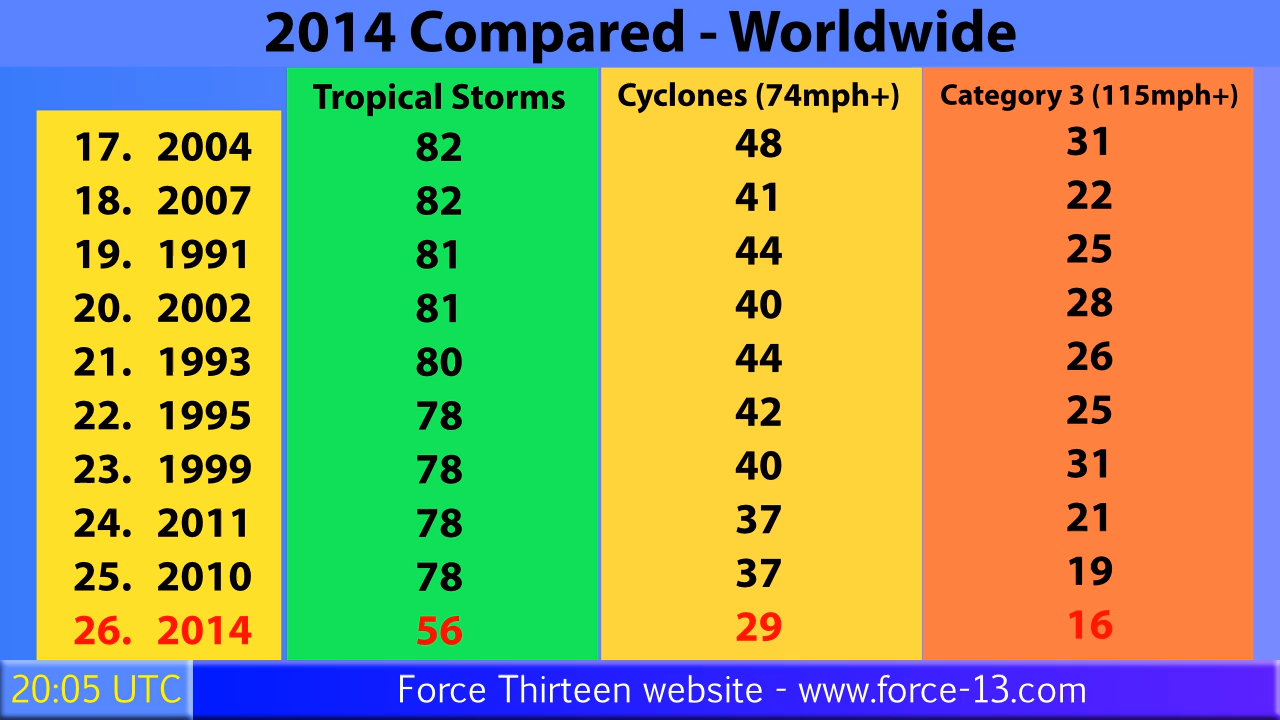 2014 Compared - Worldwide
Tropical Storms Cyclones (74mph+) Category 3 (115mph+)
17. 2004 82 48 31
18. 2007 82 41 22
19. 1991 81 44 25
20. 2002 81 40 28
21. 1993 80 44 26
22. 1995 78 42 25
23. 1999 78 40 31
24. 2011 78 37 21
25. 2010 78 37 19
26. 2014 56 29 16
20:05 UTC Force Thirteen website - www.force-13.com